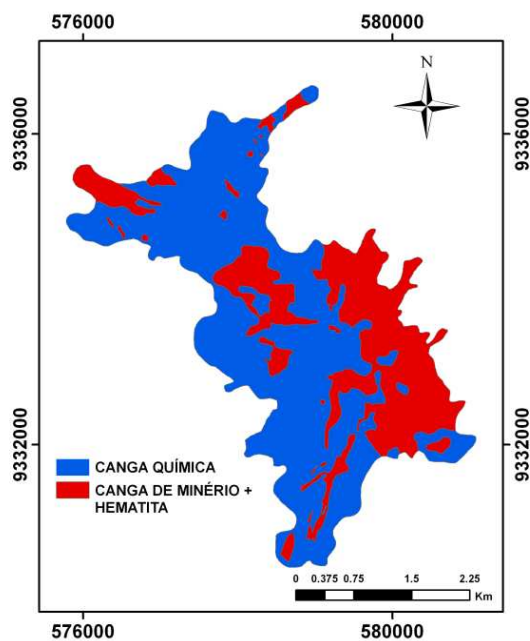 576000 580000
N
9336000 9336000
9332000 9332000
CANGA QUÍMICA
CANGA DE MINÉRIO +
HEMATITA
0 0.375 0.75 1.5 2.25
Km
576000 580000